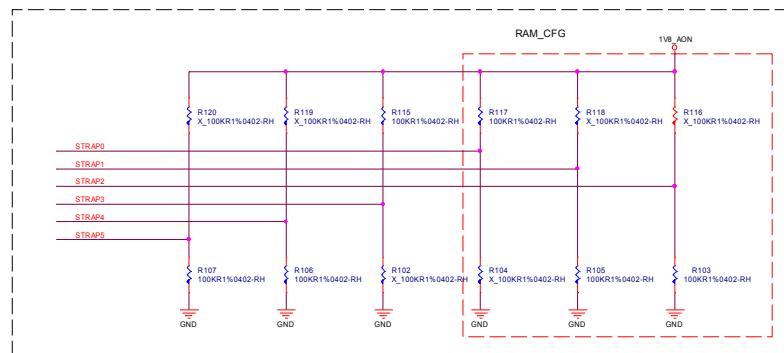 RAM_CFG
1V8_AON
R120
X_100KR1%0402-RH
R119
X_100KR1%0402-RH
R115
100KR1%0402-RH
R117
100KR1%0402-RH
R118
X_100KR1%0402-RH
R116
X_100KR1%0402-RH
STRAP0
STRAP1
STRAP2
STRAP3
STRAP4
STRAP5
R107
100KR1%0402-RH
R106
100KR1%0402-RH
R102
X_100KR1%0402-RH
R104
X_100KR1%0402-RH
R105
100KR1%0402-RH
R103
100KR1%0402-RH
GND
GND
GND
GND
GND
GND